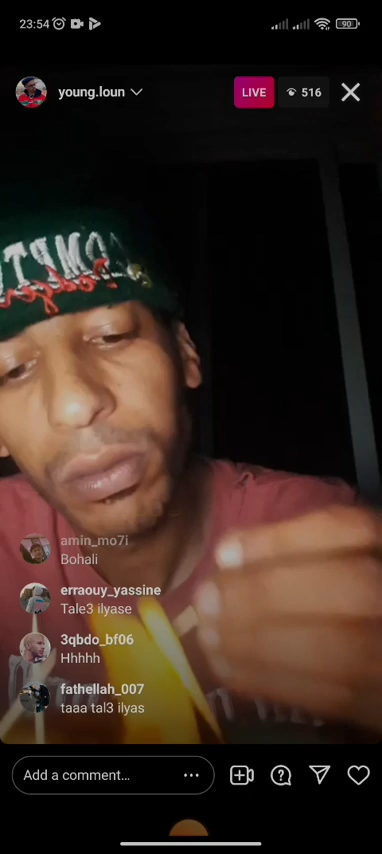 23:54
90
young.loun
LIVE
516
amin_mo7i
Bohali
erraouy_yassine
Tale3 ilyase
3qbdo_bf06
Hhhhh
fathellah_007
taaa tal3 ilyas
Add a comment...